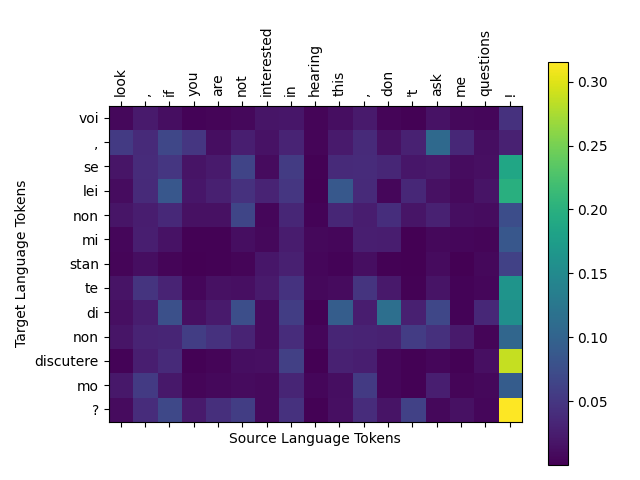 look , if you are not interested in hearing this , don 't ask me questions !
voi
,
se
lei
non
mi
stan
te
di
non
discutere
mo
?
Target Language Tokens
Source Language Tokens
0.30
0.25
0.20
0.15
0.10
0.05